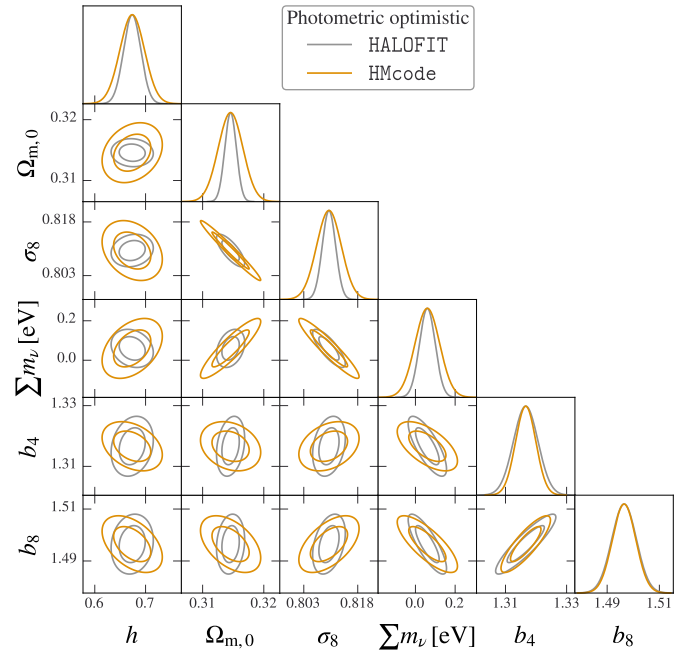 Photometric optimistic
HALOFIT
HMcode
0.32
0.31
Ωm,0
0.818
0.803
σ8
0.2
0.0
∑mν [eV]
1.33
1.31
b4
1.51
1.49
b8
0.6 0.7 0.31 0.32 0.803 0.818 0.0 0.2 1.31 1.33 1.49 1.51
h Ωm,0 σ8 ∑mν [eV] b4 b8